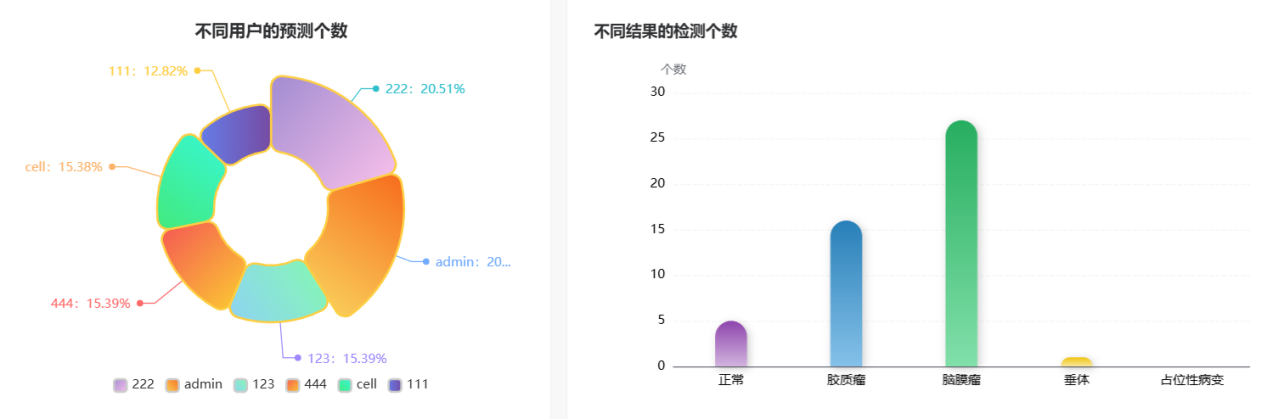 不同用户的预测个数
111：12.82%
222：20.51%
cell：15.38%
admin：20...
444：15.39%
123：15.39%
222 admin 123 444 cell 111
不同结果的检测个数
个数
30
25
20
15
10
5
0
正常 胶质瘤 脑膜瘤 垂体 占位性病变